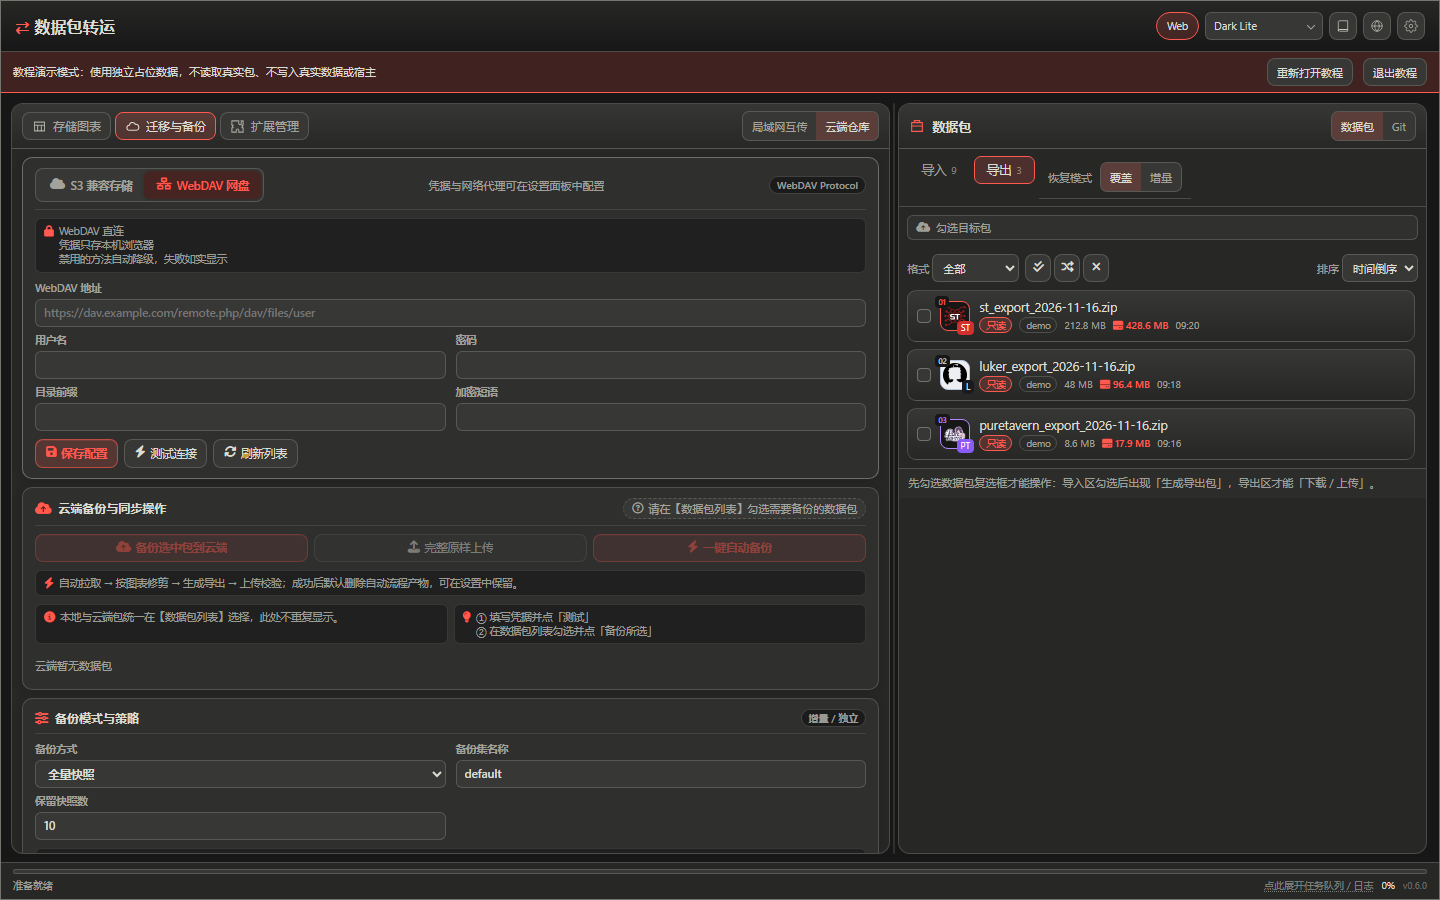 数据包转运
Web
Dark Lite
教程演示模式：使用独立占位数据，不读取真实包、不写入真实数据或宿主
重新打开教程
退出教程
存储图表
迁移与备份
扩展管理
局域网互传
云端仓库
S3 兼容存储
WebDAV 网盘
凭据与网络代理可在设置面板中配置
WebDAV Protocol
WebDAV 直连
凭据只存本机浏览器
禁用的方法自动降级，失败如实显示
WebDAV 地址
https://dav.example.com/remote.php/dav/files/user
用户名
密码
目录前缀
加密短语
保存配置
测试连接
刷新列表
云端备份与同步操作
请在【数据包列表】勾选需要备份的数据包
备份选中包到云端
完整原样上传
一键自动备份
自动拉取 → 按图表修剪 → 生成导出 → 上传校验；成功后默认删除自动流程产物，可在设置中保留。
本地与云端包统一在【数据包列表】选择，此处不重复显示。
① 填写凭据并点「测试」
② 在数据包列表勾选并点「备份所选」
云端暂无数据包
备份模式与策略
增量 / 独立
备份方式
备份集名称
全量快照
default
保留快照数
10
数据包
数据包
Git
导入 9
导出 3
恢复模式
覆盖
增量
勾选目标包
格式
全部
排序
时间倒序
01
ST
ST
st_export_2026-11-16.zip
只读
demo
212.8 MB
428.6 MB
09:20
02
L
luker_export_2026-11-16.zip
只读
demo
48 MB
96.4 MB
09:18
03
PT
puretavern_export_2026-11-16.zip
只读
demo
8.6 MB
17.9 MB
09:16
先勾选数据包复选框才能操作：导入区勾选后出现「生成导出包」，导出区才能「下载 / 上传」。
准备就绪
点此展开任务队列 / 日志
0%
v0.6.0